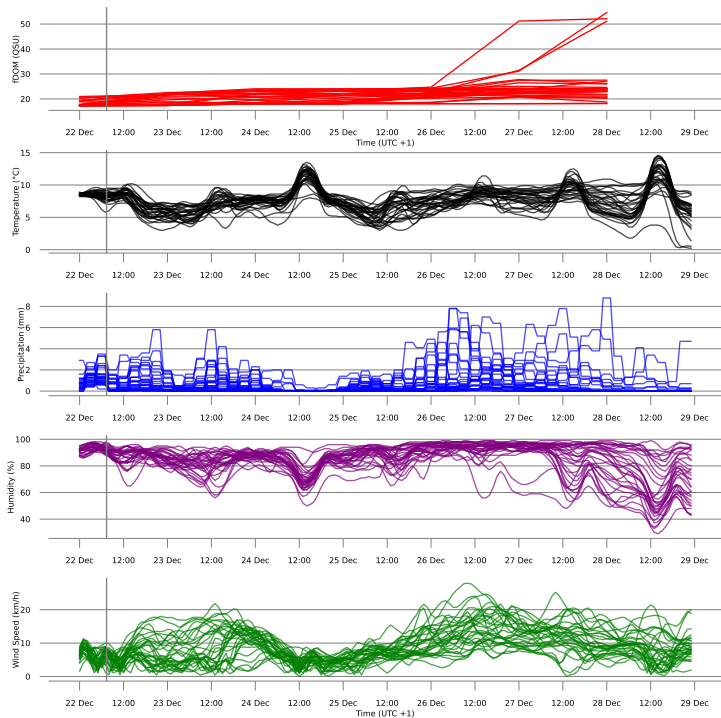 50
40
30
20
fDOM (QSU)
22 Dec 12:00 23 Dec 12:00 24 Dec 12:00 25 Dec 12:00 26 Dec 12:00 27 Dec 12:00 28 Dec 12:00 29 Dec
Time (UTC +1)
15
10
5
0
Temperature (°C)
22 Dec 12:00 23 Dec 12:00 24 Dec 12:00 25 Dec 12:00 26 Dec 12:00 27 Dec 12:00 28 Dec 12:00 29 Dec
8
6
4
2
0
Precipitation (mm)
22 Dec 12:00 23 Dec 12:00 24 Dec 12:00 25 Dec 12:00 26 Dec 12:00 27 Dec 12:00 28 Dec 12:00 29 Dec
100
80
60
40
Humidity (%)
22 Dec 12:00 23 Dec 12:00 24 Dec 12:00 25 Dec 12:00 26 Dec 12:00 27 Dec 12:00 28 Dec 12:00 29 Dec
20
10
0
Wind Speed (km/h)
22 Dec 12:00 23 Dec 12:00 24 Dec 12:00 25 Dec 12:00 26 Dec 12:00 27 Dec 12:00 28 Dec 12:00 29 Dec
Time (UTC +1)